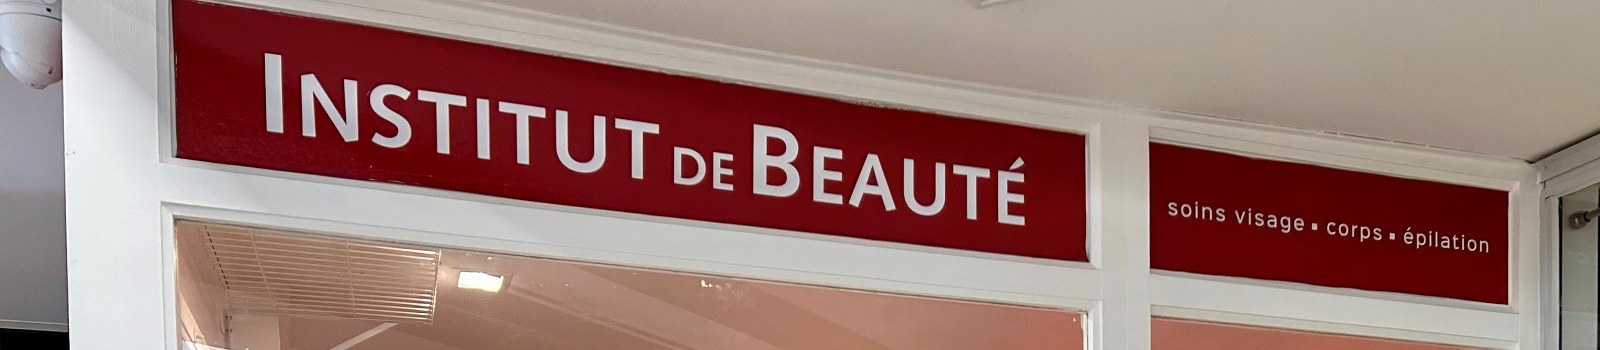 INSTITUT DE BEAUTÉ
soins visage ▪ corps ▪ épilation